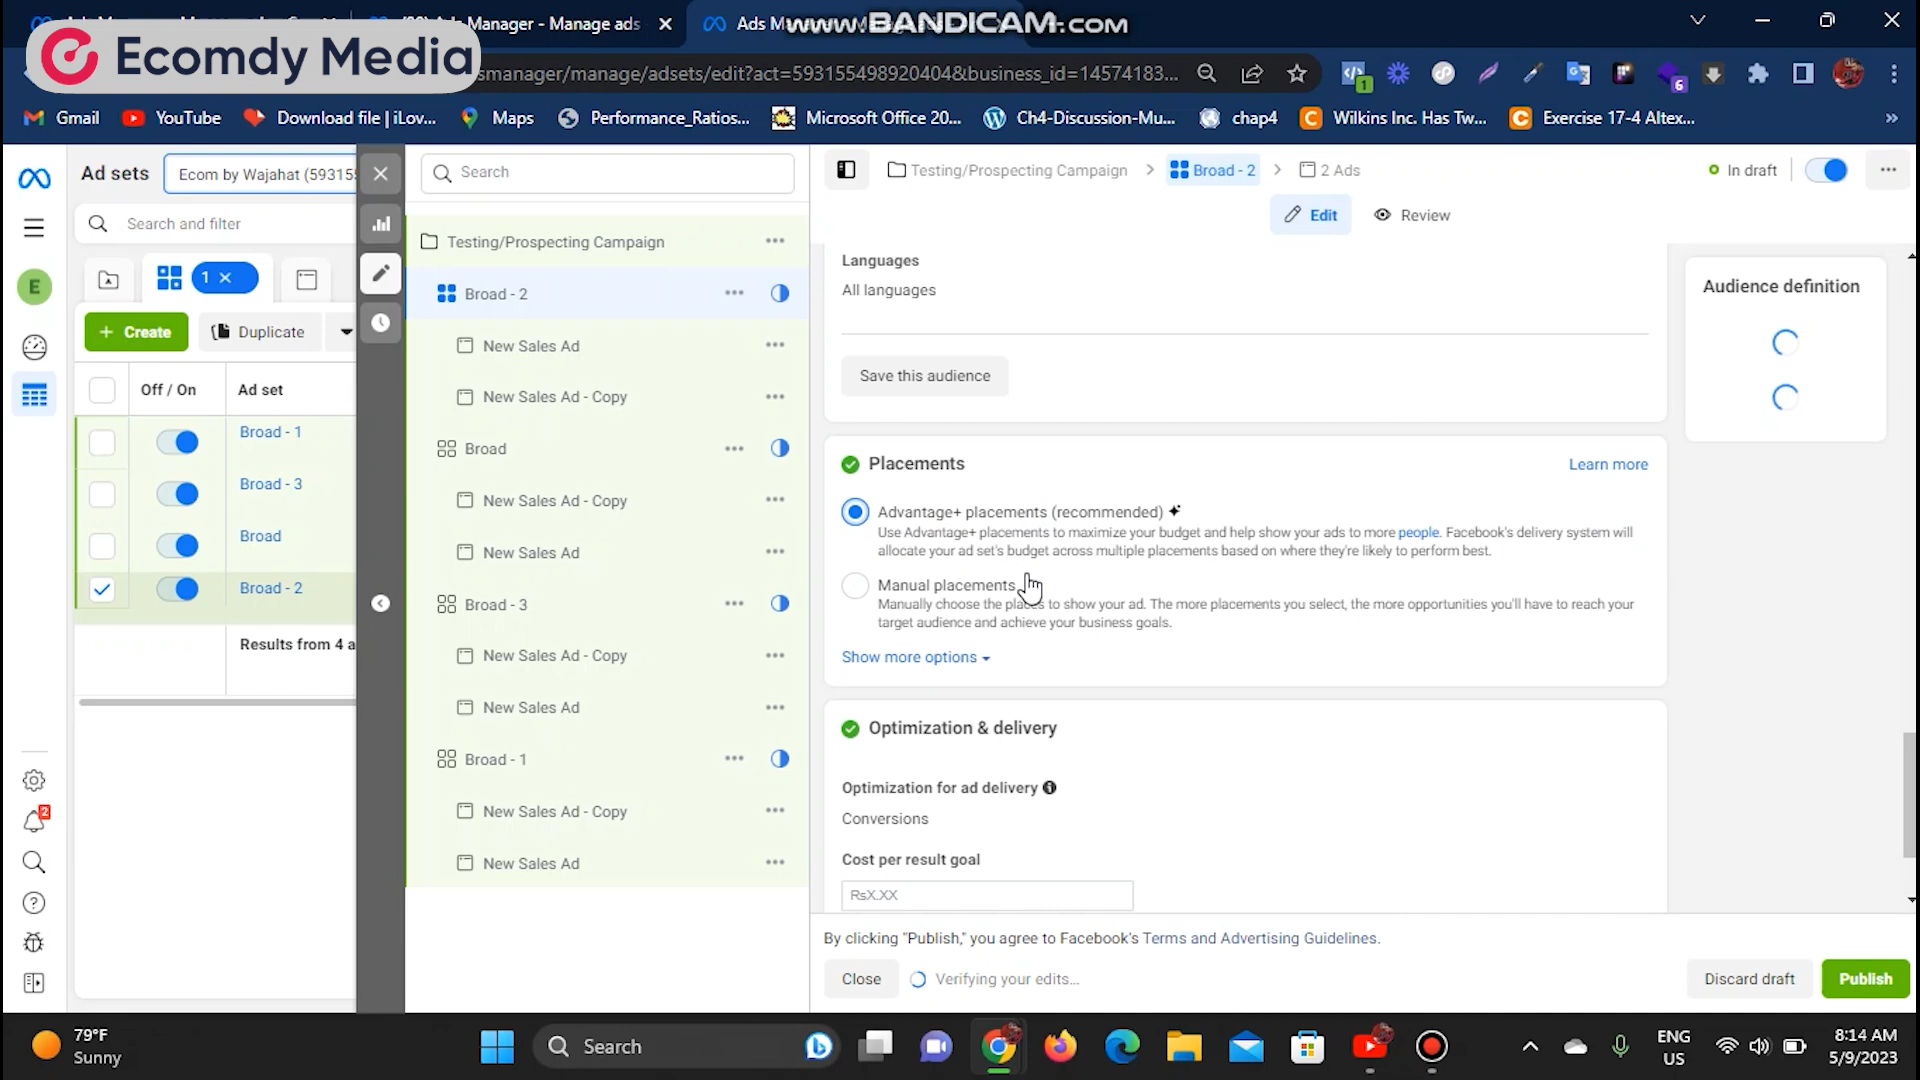 Ads Manager - Manage ads
Ads M
www.BANDICAM.com
Ecomdy Media
smanager/manage/adsets/edit?act=593155498920404&business_id=14574183...
1
6
Gmail
YouTube
Download file | iLov...
Maps
Performance_Ratios...
Microsoft Office 20...
Ch4-Discussion-Mu...
chap4
Wilkins Inc. Has Tw...
Exercise 17-4 Altex...
»
Ad sets
Ecom by Wajahat (593155
Search and filter
1
E
Create
Duplicate
Off / On
Ad set
Broad - 1
Broad - 3
Broad
Broad - 2
Results from 4 a
2
Search
Testing/Prospecting Campaign
Broad - 2
New Sales Ad
New Sales Ad - Copy
Broad
New Sales Ad - Copy
New Sales Ad
Broad - 3
New Sales Ad - Copy
New Sales Ad
Broad - 1
New Sales Ad - Copy
New Sales Ad
Testing/Prospecting Campaign
Broad - 2
2 Ads
In draft
Edit
Review
Languages
All languages
Save this audience
Audience definition
Placements
Learn more
Advantage+ placements (recommended)
Use Advantage+ placements to maximize your budget and help show your ads to more people. Facebook's delivery system will
allocate your ad set's budget across multiple placements based on where they're likely to perform best.
Manual placements
Manually choose the places to show your ad. The more placements you select, the more opportunities you'll have to reach your
target audience and achieve your business goals.
Show more options
Optimization & delivery
Optimization for ad delivery
Conversions
Cost per result goal
RsX.XX
By clicking "Publish," you agree to Facebook's Terms and Advertising Guidelines.
Close
Verifying your edits...
Discard draft
Publish
79°F
Sunny
Search
ENG
US
8:14 AM
5/9/2023